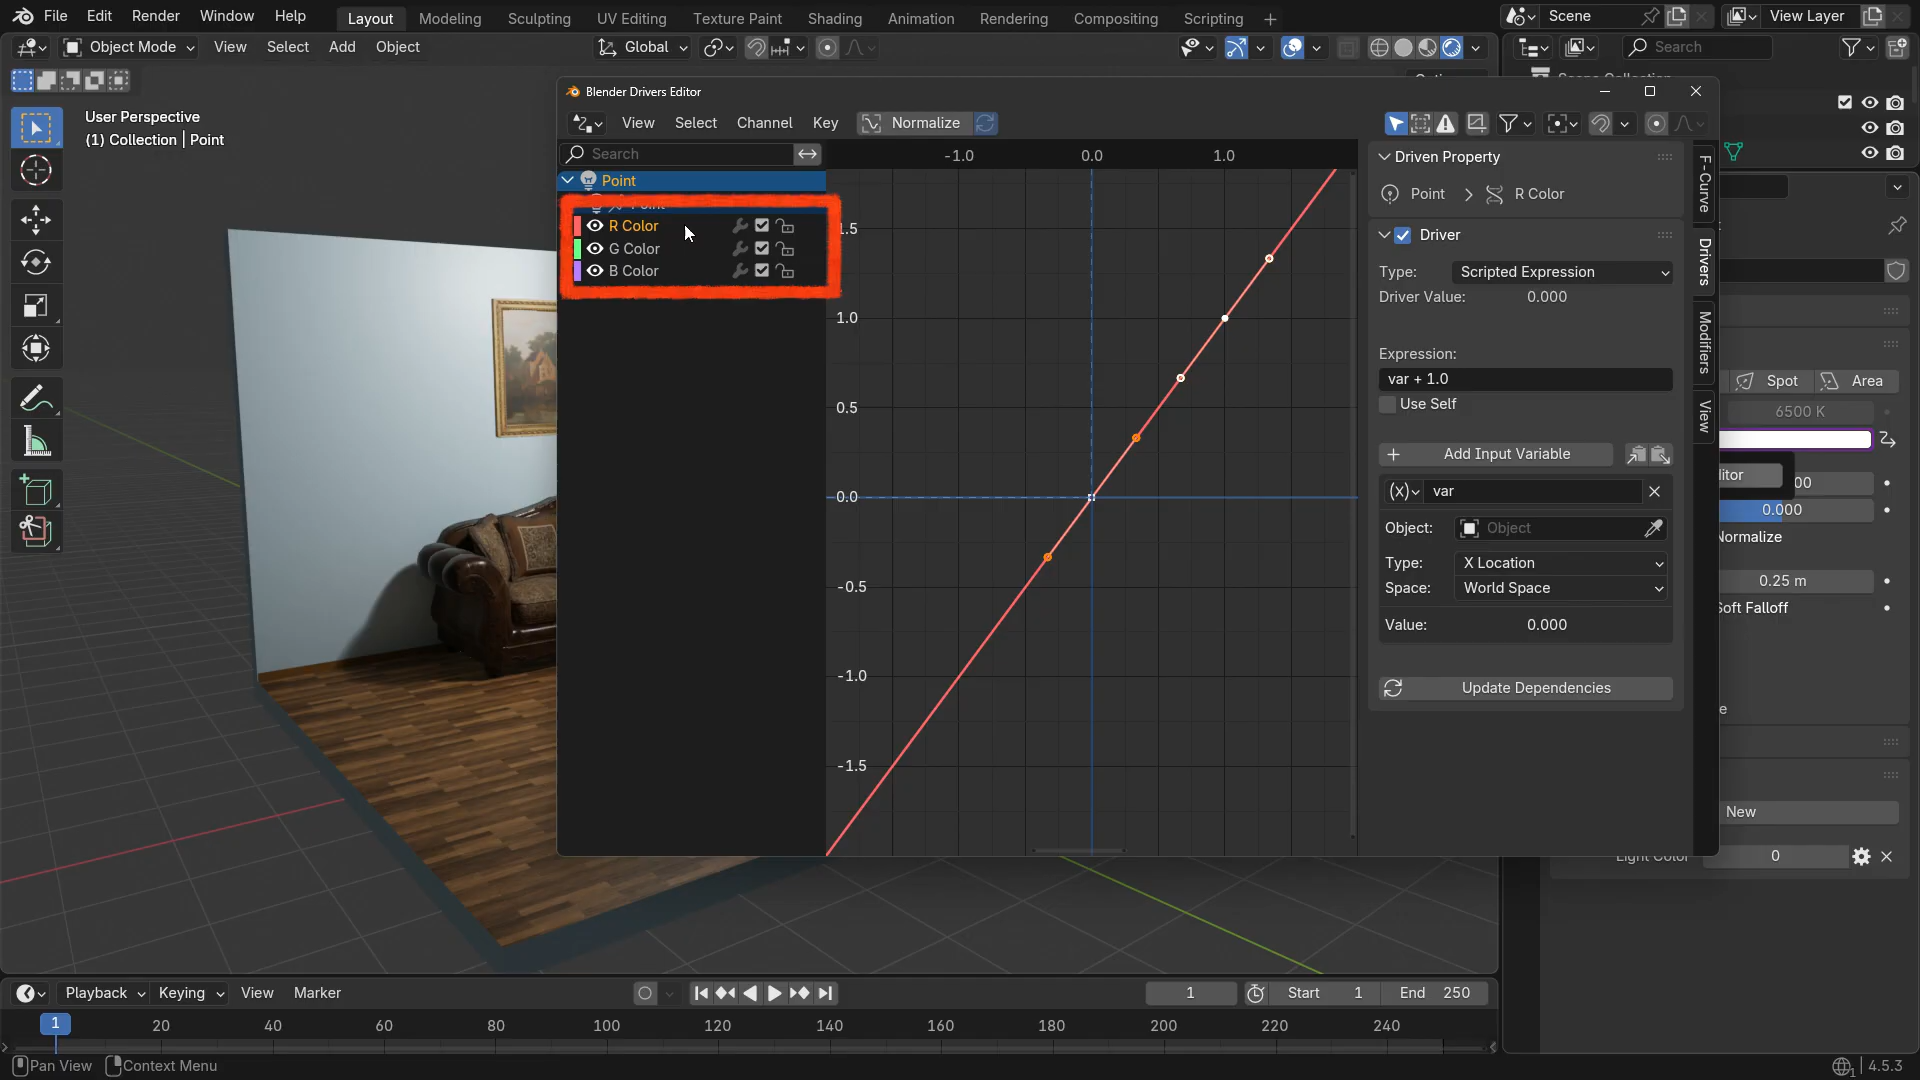 File Edit Render Window Help Layout Modeling Sculpting UV Editing Texture Paint Shading Animation Rendering Compositing Scripting Scene View Layer
Object Mode View Select Add Object Global Search
User Perspective
(1) Collection | Point
Blender Drivers Editor
View Select Channel Key Normalize
Search
-1.0 0.0 1.0
Point
R Color
G Color
B Color
1.5
1.0
0.5
0.0
-0.5
-1.0
-1.5
Driven Property
Point R Color
Driver
Type: Scripted Expression
Driver Value: 0.000
Expression:
var + 1.0
Use Self
Add Input Variable
(x) var
Object: Object
Type: X Location
Space: World Space
Value: 0.000
Update Dependencies
F-Curve
Drivers
Modifiers
View
Spot Area
6500 K
itor
00
0.000
Normalize
0.25 m
Soft Falloff
e
New
Light Color 0
Playback Keying View Marker 1 Start 1 End 250
1 20 40 60 80 100 120 140 160 180 200 220 240
Pan View Context Menu 4.5.3